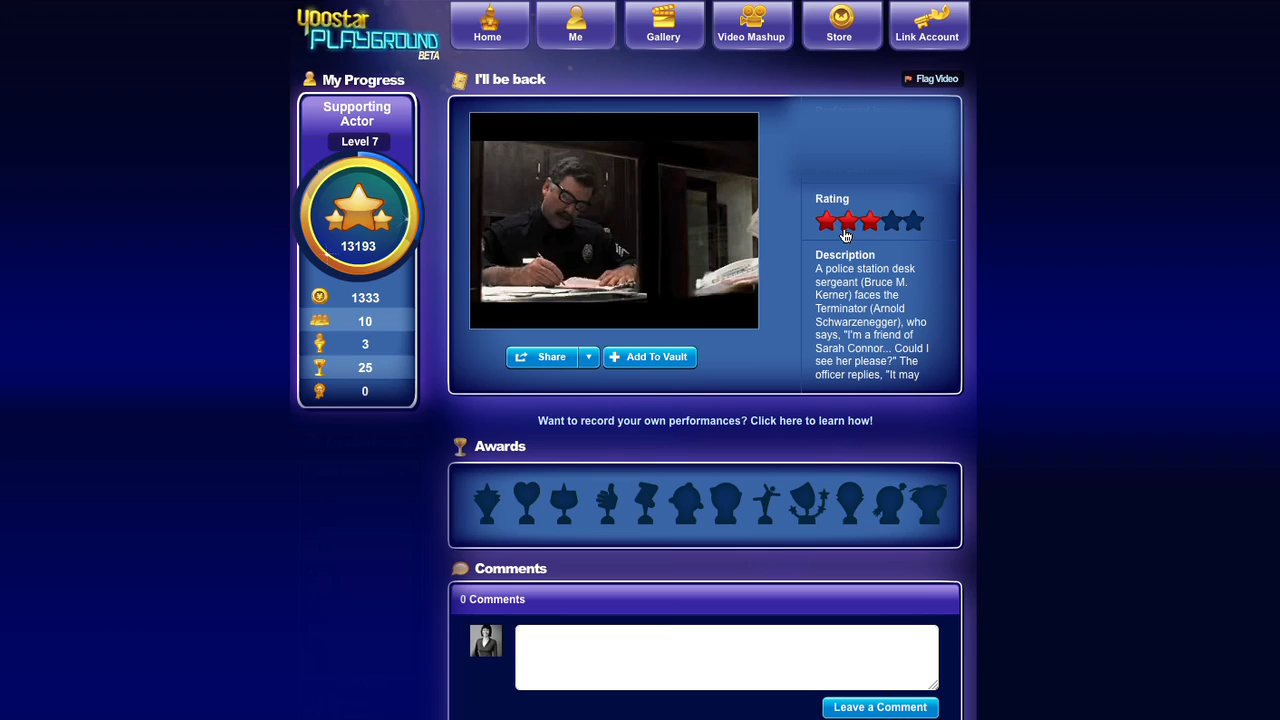 yoostar
PLAYGROUND
BETA
Home
Me
Gallery
Video Mashup
Store
Link Account
My Progress
Supporting
Actor
Level 7
13193
1333
10
3
25
0
I'll be back
Flag Video
Rating
Description
A police station desk
sergeant (Bruce M.
Kerner) faces the
Terminator (Arnold
Schwarzenegger), who
says, "I'm a friend of
Sarah Connor... Could I
see her please?" The
officer replies, "It may
Share
Add To Vault
Want to record your own performances? Click here to learn how!
Awards
Comments
0 Comments
Leave a Comment